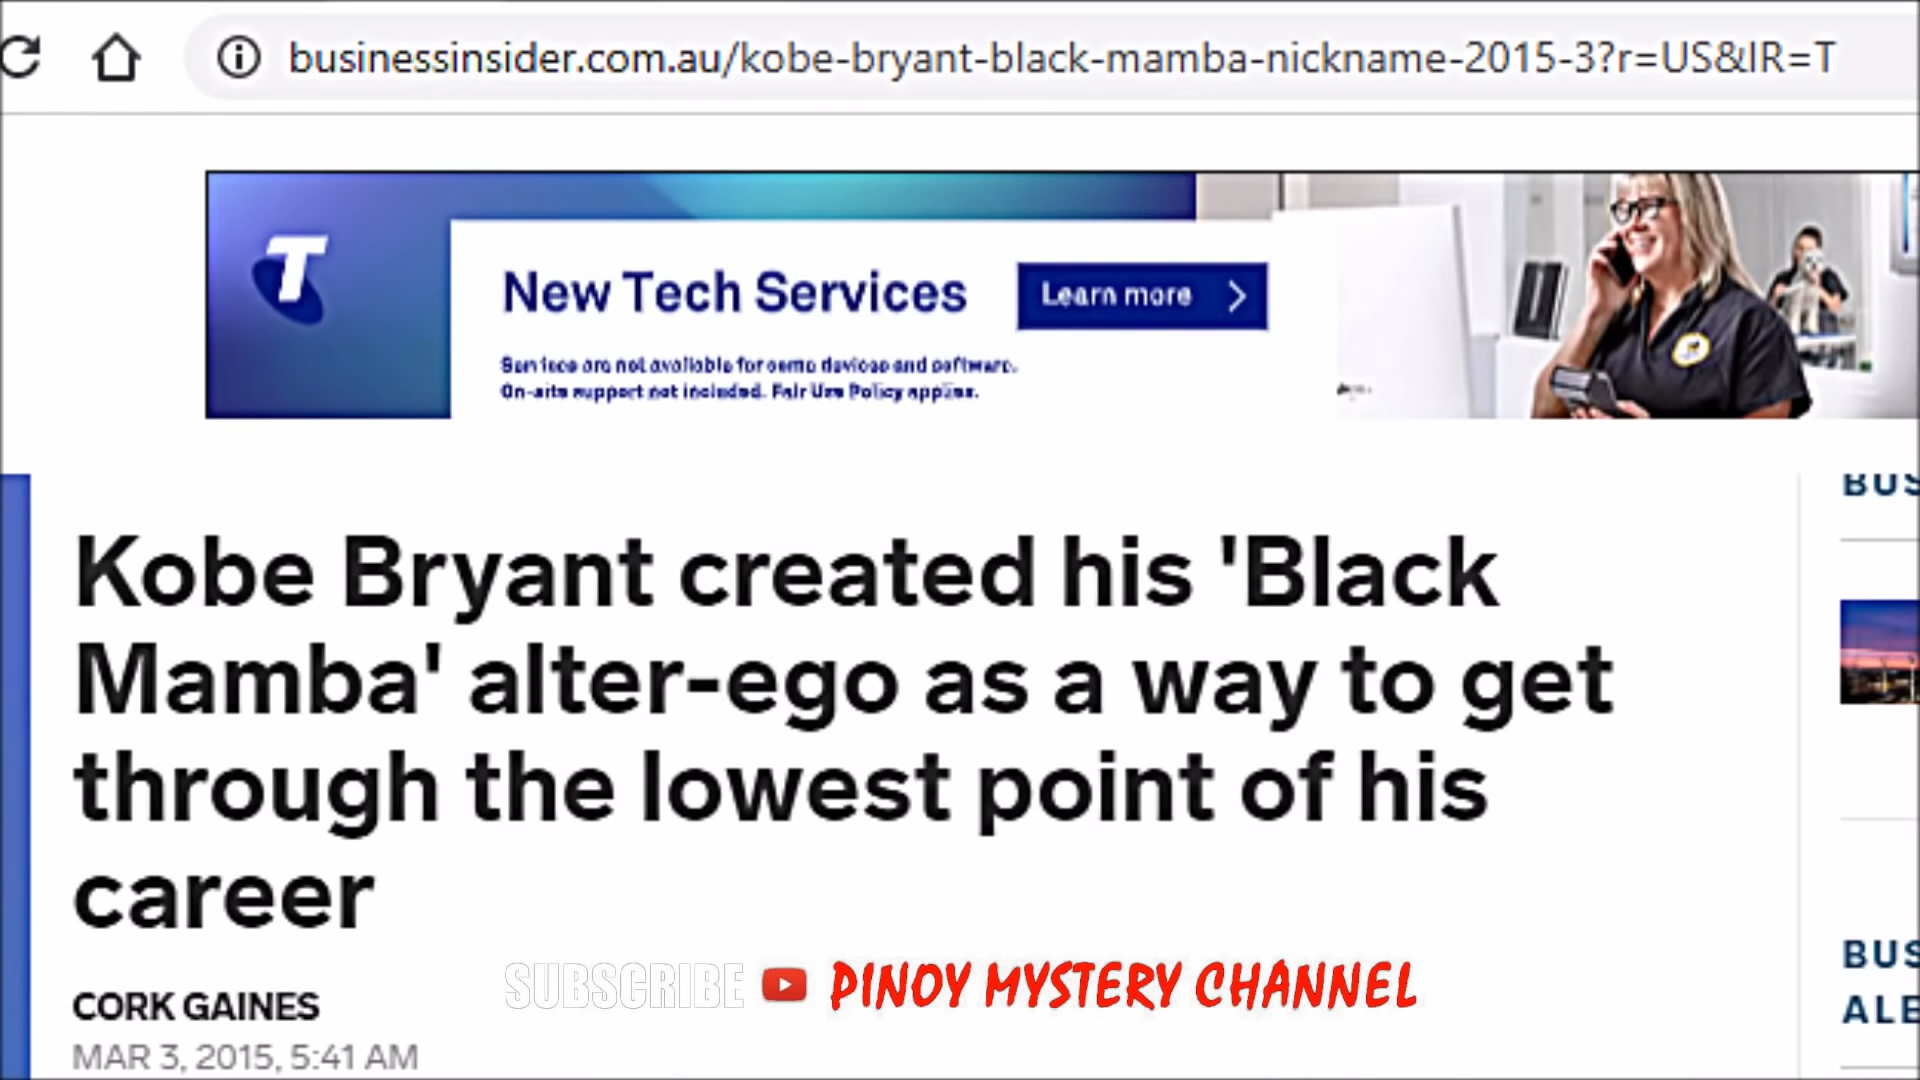 businessinsider.com.au/kobe-bryant-black-mamba-nickname-2015-3?r=US&IR=T
T
New Tech Services
Learn more
Services are not available for some devices and software.
On-site support not included. Fair Use Policy applies.
BUS
Kobe Bryant created his 'Black
Mamba' alter-ego as a way to get
through the lowest point of his
career
SUBSCRIBE PINOY MYSTERY CHANNEL
CORK GAINES
MAR 3, 2015, 5:41 AM
BUS
ALE